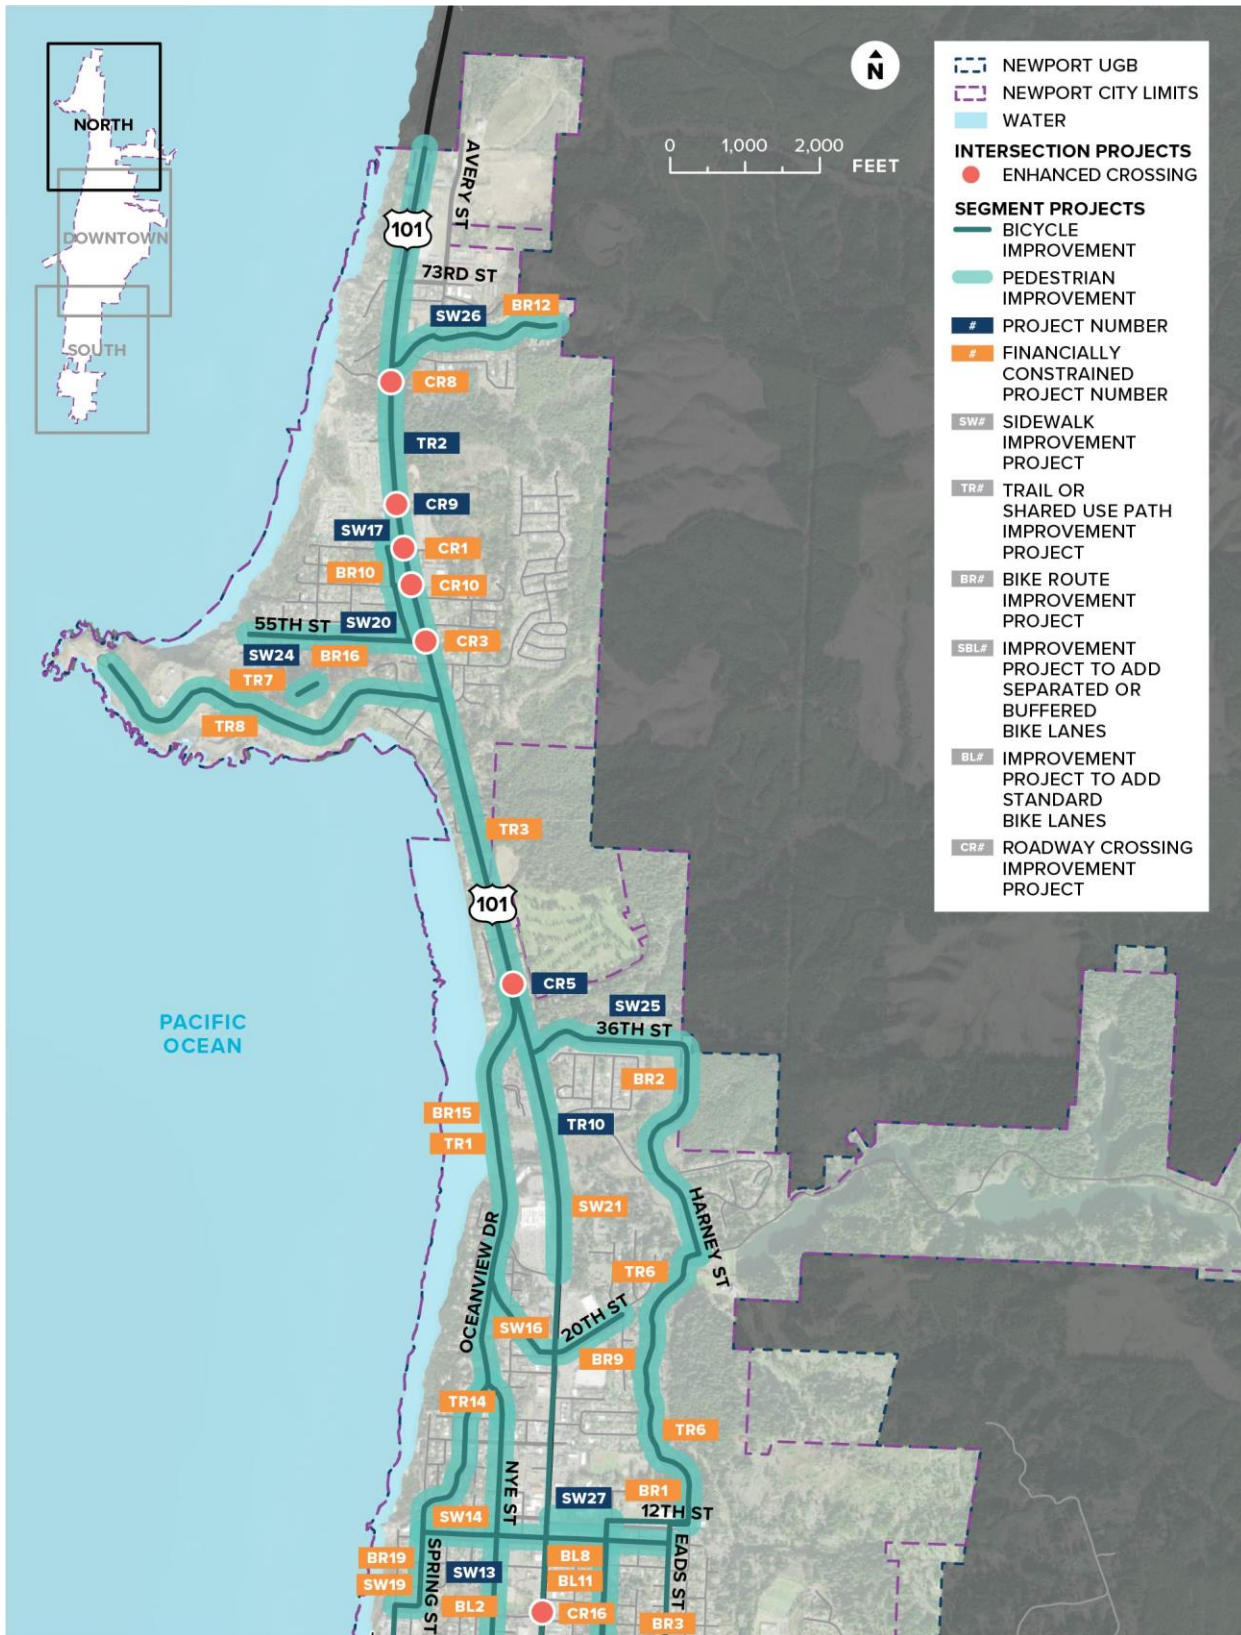 NORTH
DOWNTOWN
SOUTH
N
0 1,000 2,000
FEET
NEWPORT UGB
NEWPORT CITY LIMITS
WATER
INTERSECTION PROJECTS
ENHANCED CROSSING
SEGMENT PROJECTS
BICYCLE
IMPROVEMENT
PEDESTRIAN
IMPROVEMENT
# PROJECT NUMBER
# FINANCIALLY
CONSTRAINED
PROJECT NUMBER
SW# SIDEWALK
IMPROVEMENT
PROJECT
TR# TRAIL OR
SHARED USE PATH
IMPROVEMENT
PROJECT
BR# BIKE ROUTE
IMPROVEMENT
PROJECT
SBL# IMPROVEMENT
PROJECT TO ADD
SEPARATED OR
BUFFERED
BIKE LANES
BL# IMPROVEMENT
PROJECT TO ADD
STANDARD
BIKE LANES
CR# ROADWAY CROSSING
IMPROVEMENT
PROJECT
AVERY ST
101
73RD ST
BR12
SW26
CR8
TR2
CR9
SW17
CR1
BR10
CR10
55TH ST
SW20
CR3
SW24
BR16
TR7
TR8
TR3
101
CR5
SW25
36TH ST
PACIFIC
OCEAN
BR2
BR15
TR10
TR1
HARNEY ST
SW21
OCEANVIEW DR
TR6
20TH ST
SW16
BR9
TR14
TR6
NYE ST
BR1
SW27
12TH ST
SW14
SPRING ST
EADS ST
BR19
BL8
SW13
SW19
BL11
BL2
CR16
BR3